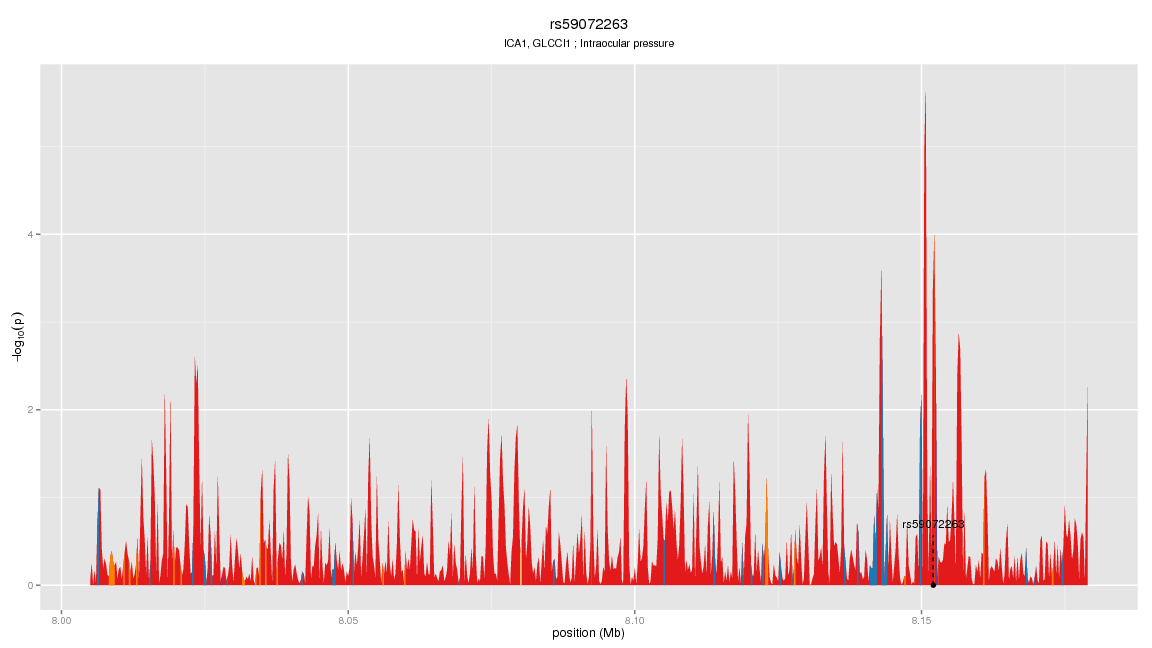 rs59072263
ICA1, GLCCI1 ; Intraocular pressure
−log10(p)
4
2
0
rs59072263
8.00
8.05
8.10
8.15
position (Mb)